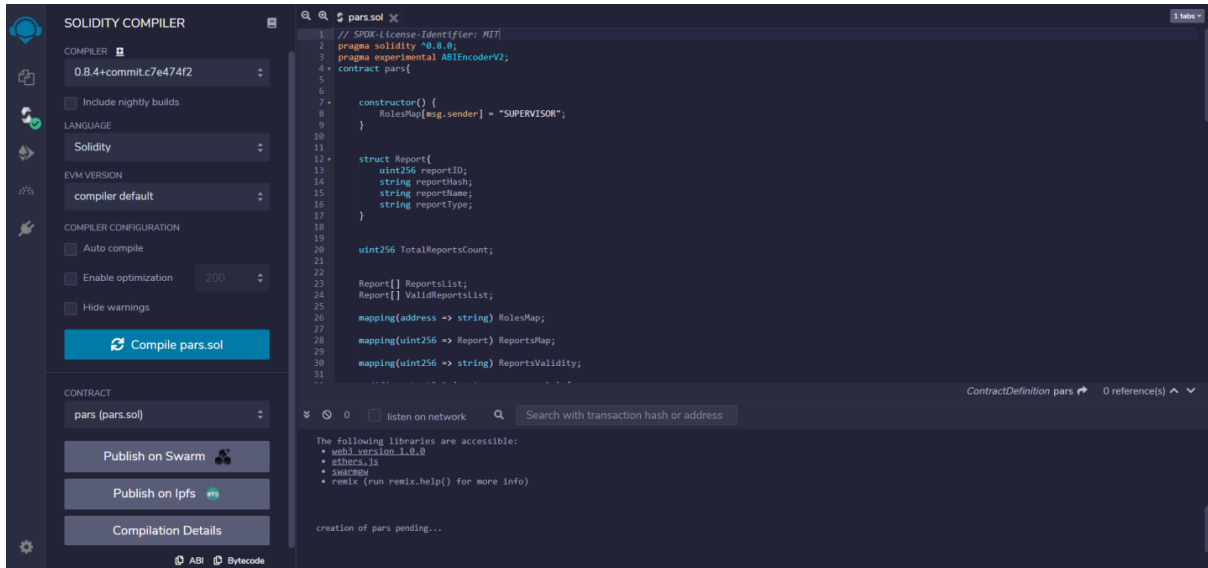 SOLIDITY COMPILER
COMPILER
0.8.4+commit.c7e474f2
Include nightly builds
LANGUAGE
Solidity
EVM VERSION
compiler default
COMPILER CONFIGURATION
Auto compile
Enable optimization 200
Hide warnings
Compile pars.sol
CONTRACT
pars (pars.sol)
Publish on Swarm
Publish on Ipfs
Compilation Details
ABI Bytecode
pars.sol
1 tabs
1 // SPDX-License-Identifier: MIT
2 pragma solidity ^0.8.0;
3 pragma experimental ABIEncoderV2;
4 contract pars{
5
6
7 constructor() {
8 RolesMap[msg.sender] = "SUPERVISOR";
9 }
10
11
12 struct Report{
13 uint256 reportID;
14 string reportHash;
15 string reportName;
16 string reportType;
17 }
18
19
20 uint256 TotalReportsCount;
21
22
23 Report[] ReportsList;
24 Report[] ValidReportsList;
25
26 mapping(address => string) RolesMap;
27
28 mapping(uint256 => Report) ReportsMap;
29
30 mapping(uint256 => string) ReportsValidity;
31
ContractDefinition pars 0 reference(s)
0 listen on network Search with transaction hash or address
The following libraries are accessible:
• web3 version 1.0.0
• ethers.js
• swarmgw
• remix (run remix.help() for more info)
creation of pars pending...